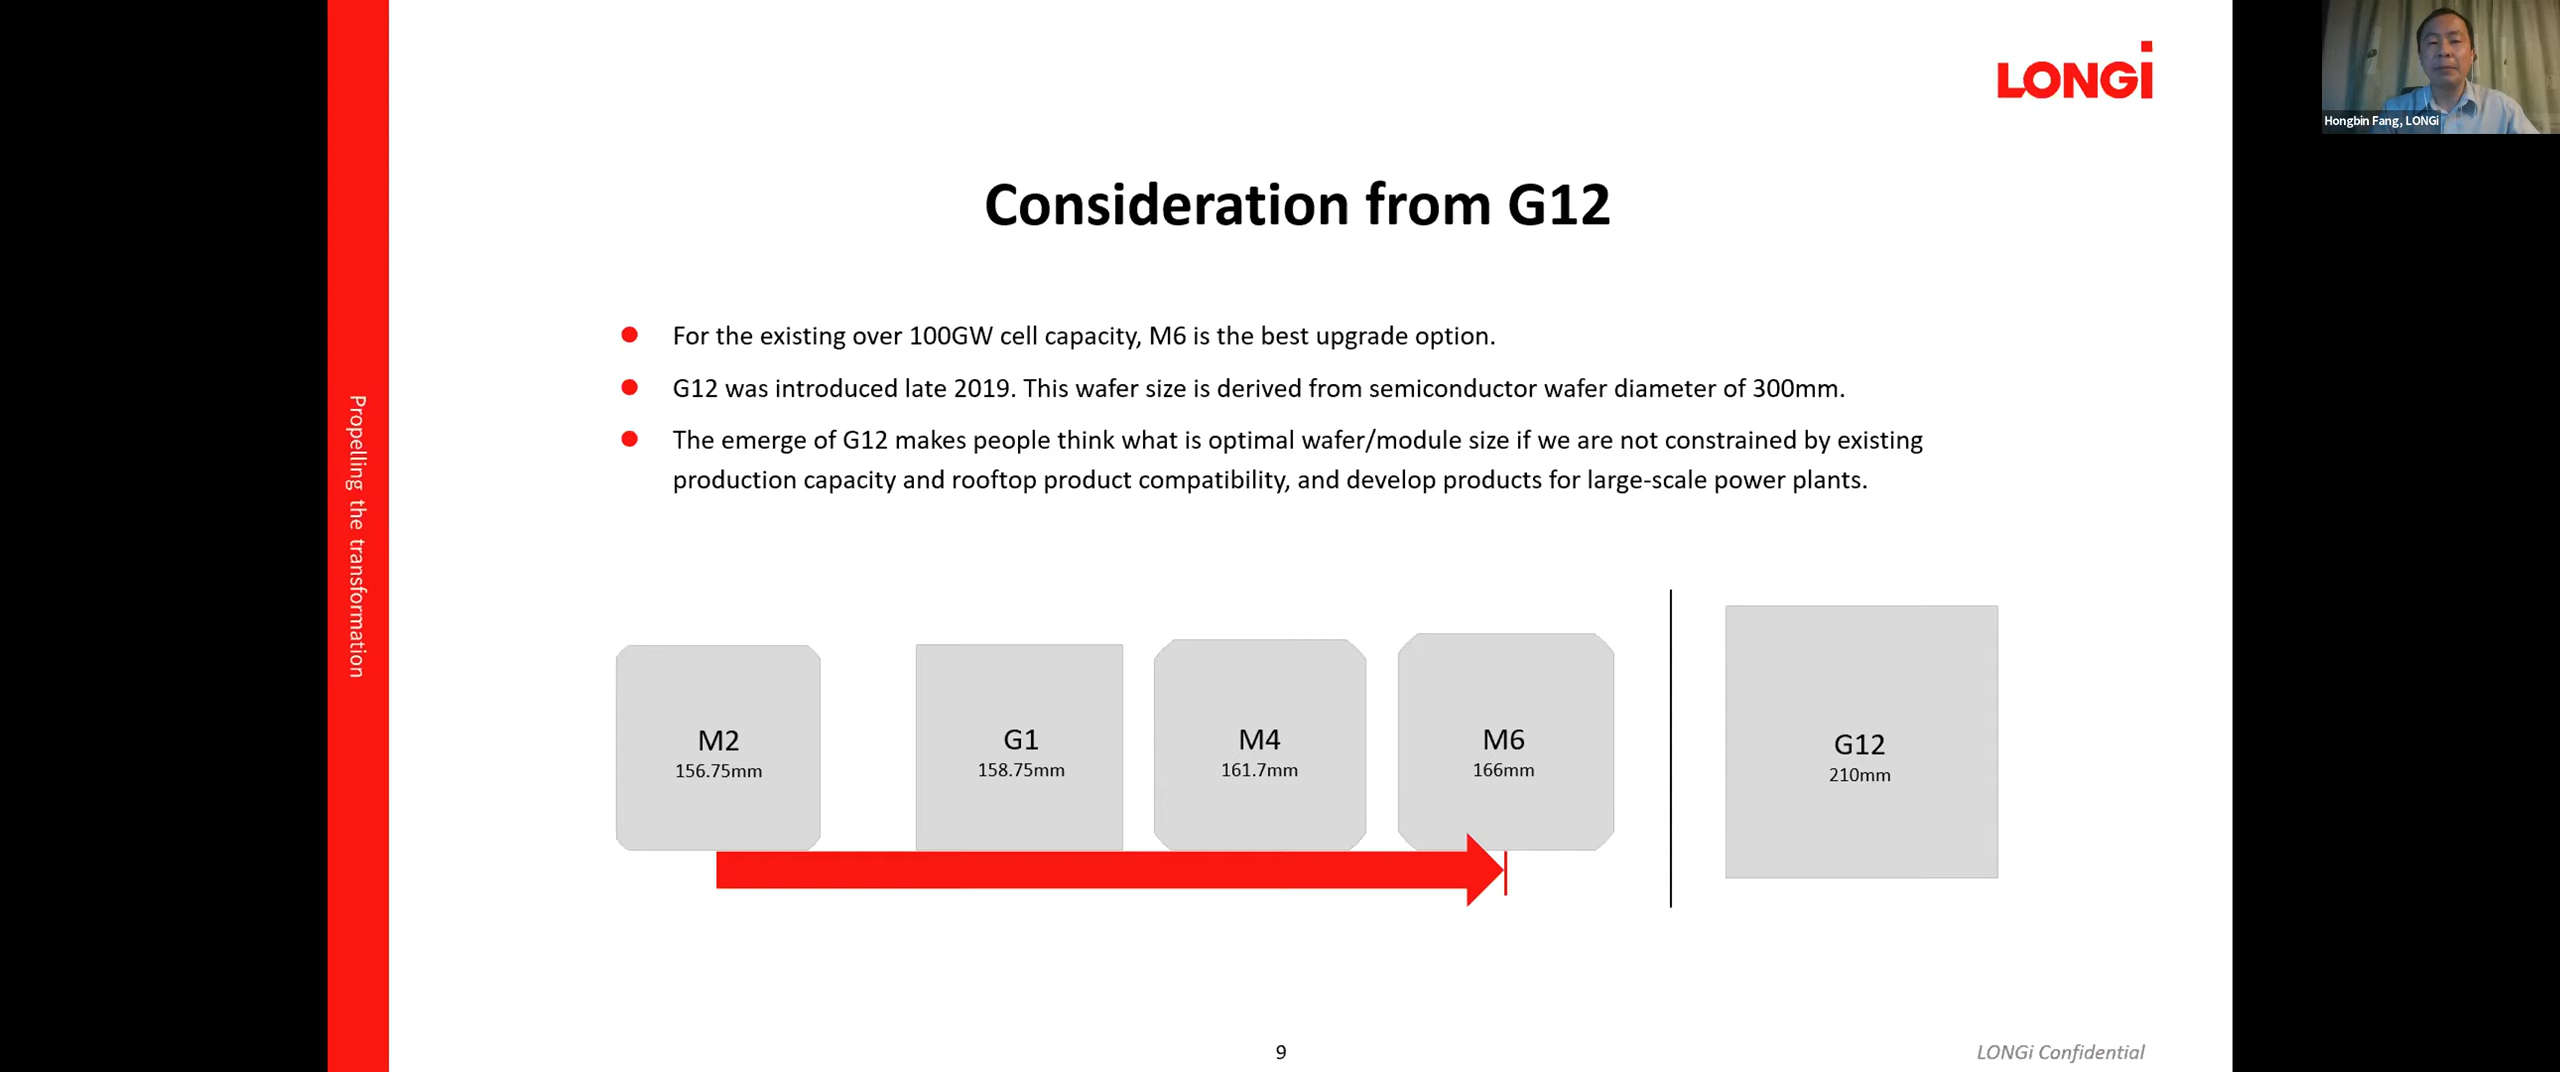 LONGi
Hongbin Fang, LONGi
Propelling the transformation
Consideration from G12
For the existing over 100GW cell capacity, M6 is the best upgrade option.
G12 was introduced late 2019. This wafer size is derived from semiconductor wafer diameter of 300mm.
The emerge of G12 makes people think what is optimal wafer/module size if we are not constrained by existing
production capacity and rooftop product compatibility, and develop products for large-scale power plants.
M2
156.75mm
G1
158.75mm
M4
161.7mm
M6
166mm
G12
210mm
9
LONGi Confidential